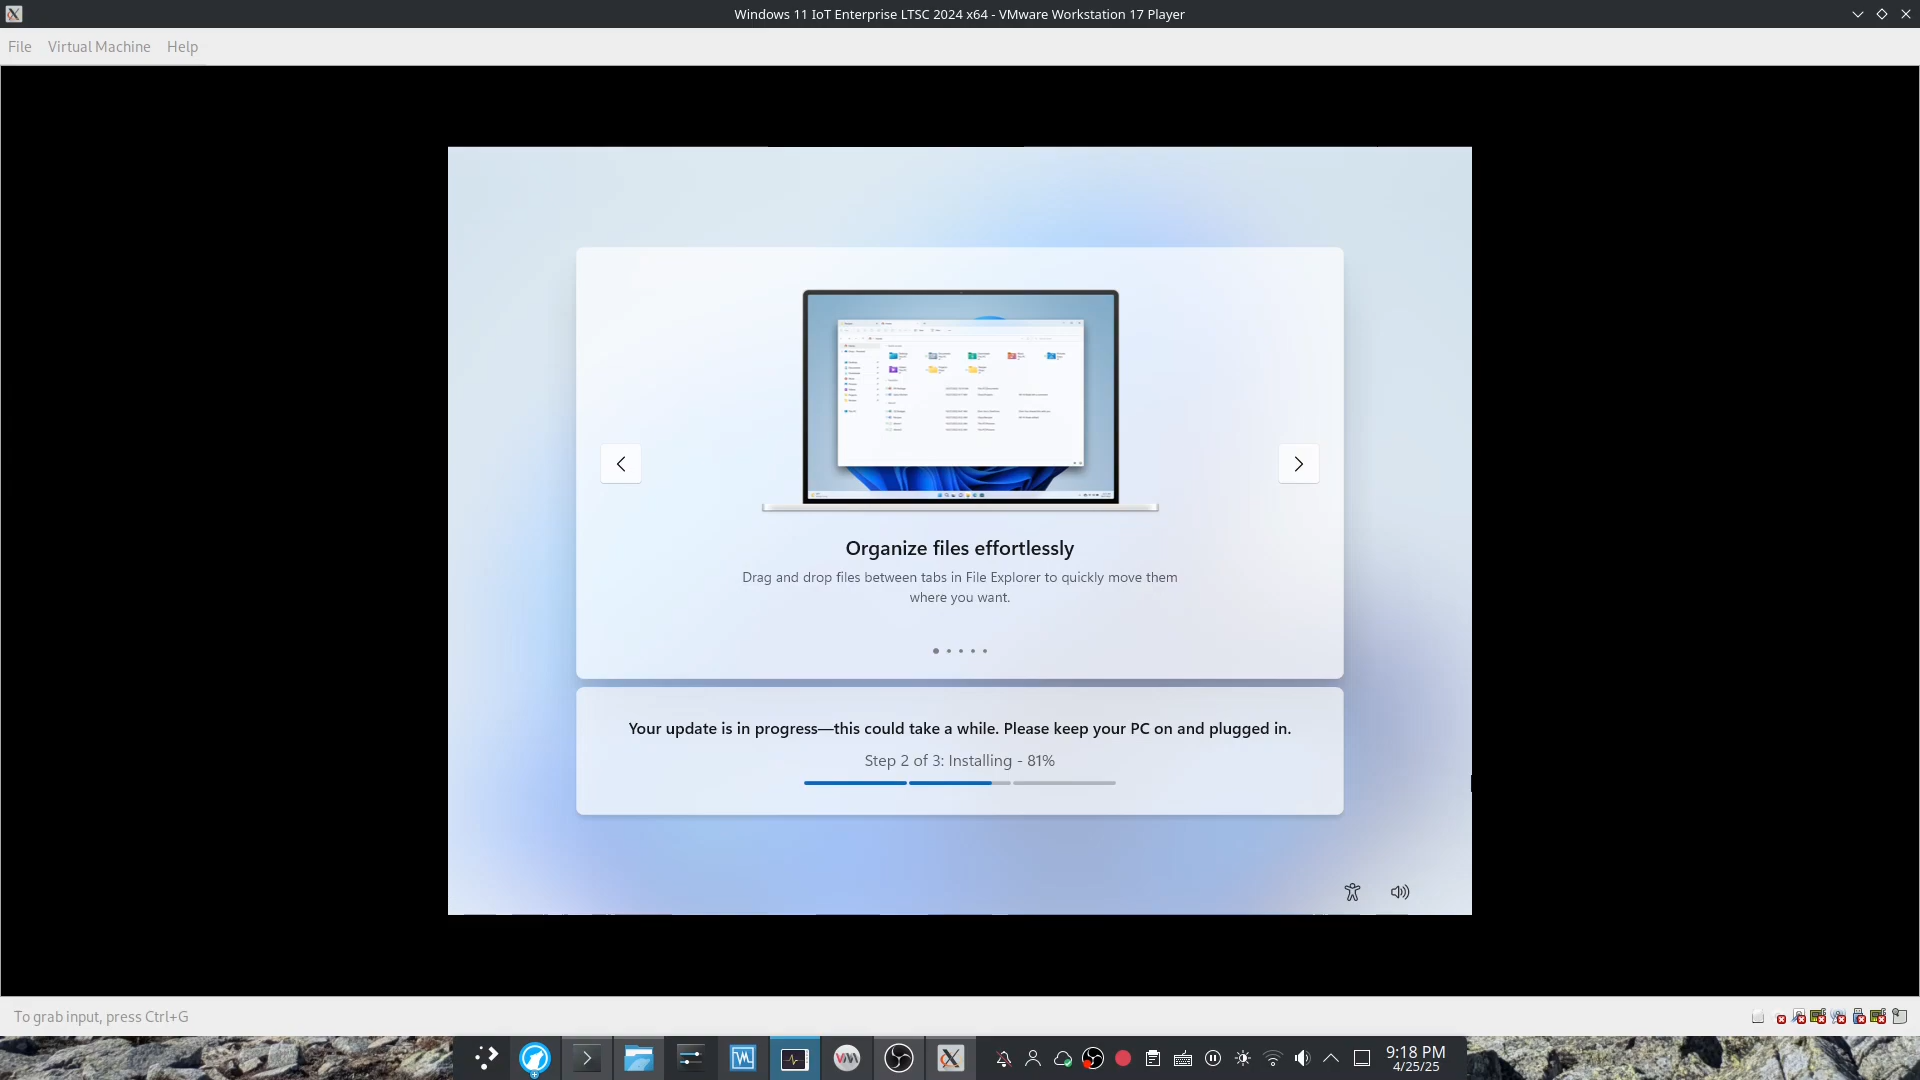 Windows 11 IoT Enterprise LTSC 2024 x64 - VMware Workstation 17 Player
File Virtual Machine Help
Organize files effortlessly
Drag and drop files between tabs in File Explorer to quickly move them
where you want.
Your update is in progress—this could take a while. Please keep your PC on and plugged in.
Step 2 of 3: Installing - 81%
To grab input, press Ctrl+G
9:18 PM
4/25/25